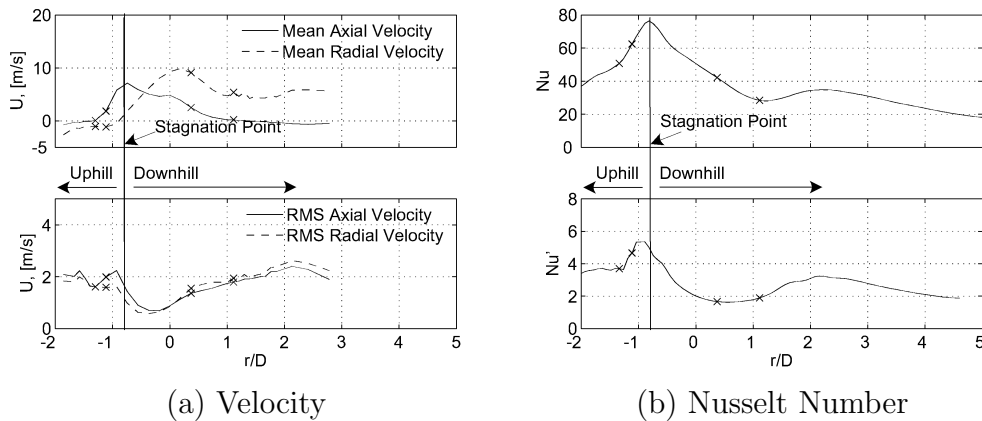 20
15
10
5
0
-5
U, [m/s]
Mean Axial Velocity
Mean Radial Velocity
Stagnation Point
Uphill
Downhill
4
2
0
U, [m/s]
RMS Axial Velocity
RMS Radial Velocity
-1 0 1 2 3 4 5
r/D
(a) Velocity
80
60
40
20
0
Nu
Stagnation Point
Uphill
Downhill
8
6
4
2
0
Nu'
-2 -1 0 1 2 3 4 5
r/D
(b) Nusselt Number